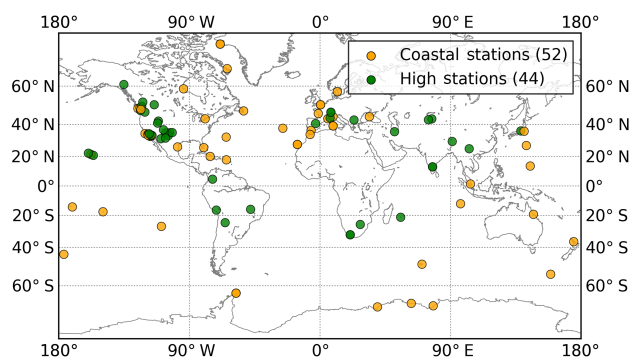 180° 90° W 0° 90° E 180°
Coastal stations (52)
High stations (44)
60° N 60° N
40° N 40° N
20° N 20° N
0° 0°
20° S 20° S
40° S 40° S
60° S 60° S
180° 90° W 0° 90° E 180°